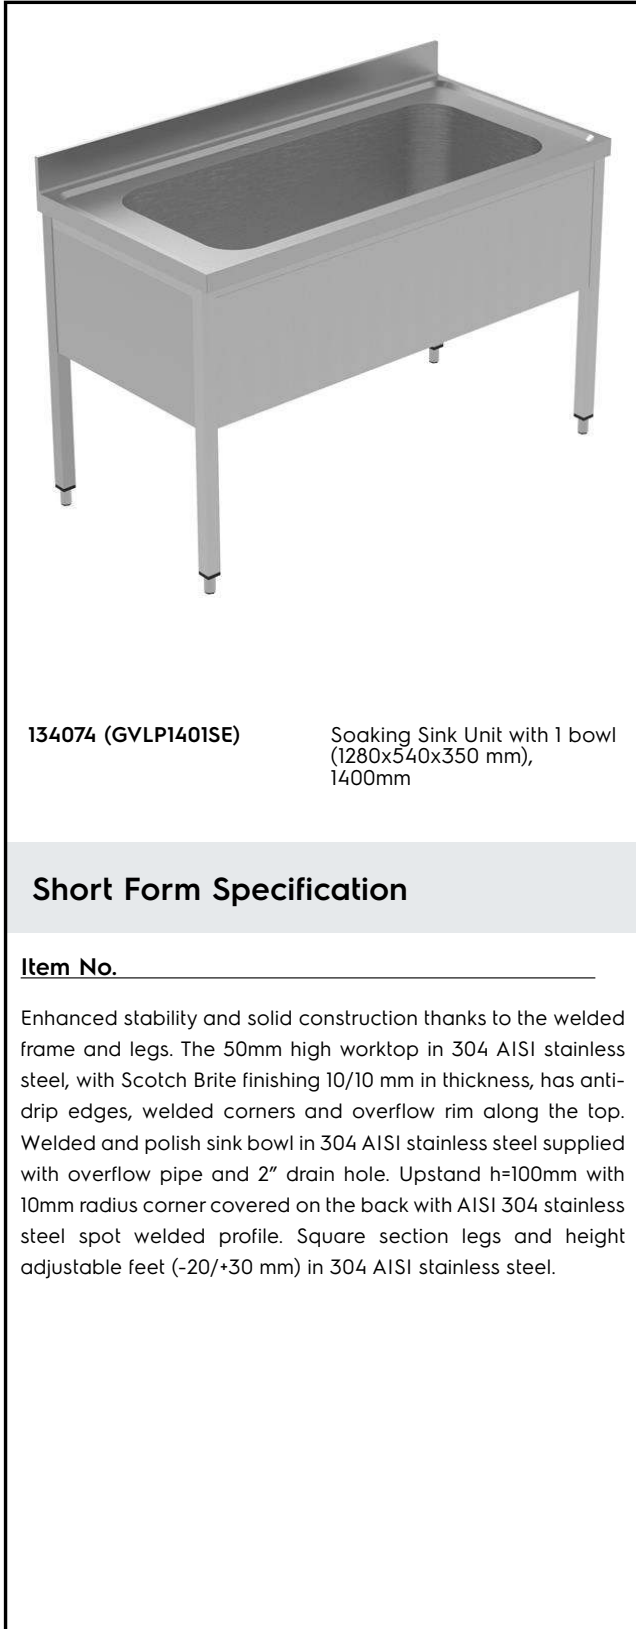 134074 (GVLP1401SE)
Soaking Sink Unit with 1 bowl
(1280x540x350 mm),
1400mm
Short Form Specification
Item No.
Enhanced stability and solid construction thanks to the welded
frame and legs. The 50mm high worktop in 304 AISI stainless
steel, with Scotch Brite finishing 10/10 mm in thickness, has anti-
drip edges, welded corners and overflow rim along the top.
Welded and polish sink bowl in 304 AISI stainless steel supplied
with overflow pipe and 2” drain hole. Upstand h=100mm with
10mm radius corner covered on the back with AISI 304 stainless
steel spot welded profile. Square section legs and height
adjustable feet (-20/+30 mm) in 304 AISI stainless steel.